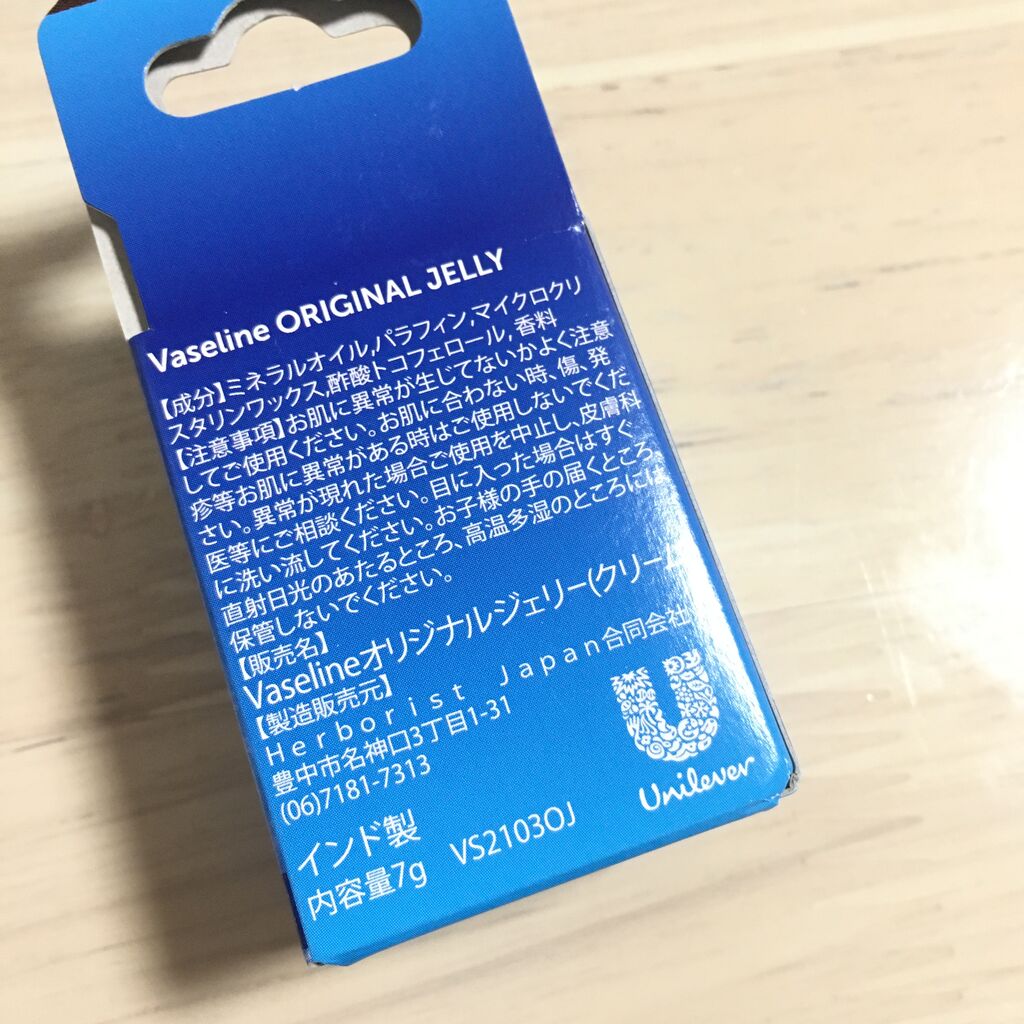 Vaseline ORIGINAL JELLY
【成分】ミネラルオイル,パラフィン,マイクロクリ
スタリンワックス,酢酸トコフェロール, 香料
【注意事項】お肌に異常が生じてないかよく注意
してご使用ください。お肌に合わない時、傷、発
疹等お肌に異常がある時はご使用しないでくだ
さい。異常が現れた場合ご使用を中止し、皮膚科
医等にご相談ください。目に入った場合はすぐ
に洗い流してください。お子様の手の届くところ、
直射日光のあたるところ、高温多湿のところには
保管しないでください。
【販売名】
Vaselineオリジナルジェリー(クリーム
【製造販売元】
Herborist Japan合同会社
豊中市名神口3丁目1-31
(06)7181-7313
インド製
内容量7g VS2103OJ
Unilever